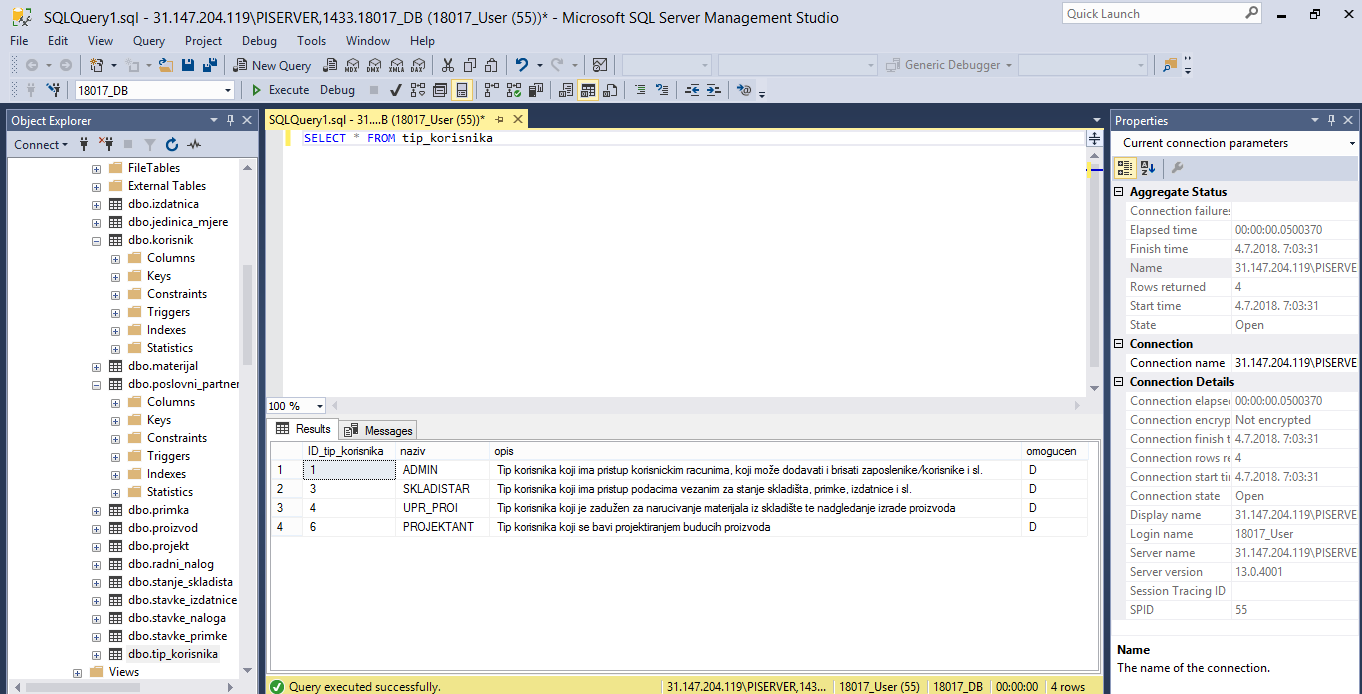 SQLQuery1.sql - 31.147.204.119\PISERVER,1433.18017_DB (18017_User (55))* - Microsoft SQL Server Management Studio
Quick Launch
File Edit View Query Project Debug Tools Window Help
New Query MDX DMX XMLA DAX Generic Debugger
18017_DB Execute Debug
Object Explorer
Connect
FileTables
External Tables
dbo.izdatnica
dbo.jedinica_mjere
dbo.korisnik
Columns
Keys
Constraints
Triggers
Indexes
Statistics
dbo.materijal
dbo.poslovni_partner
Columns
Keys
Constraints
Triggers
Indexes
Statistics
dbo.primka
dbo.proizvod
dbo.projekt
dbo.radni_nalog
dbo.stanje_skladista
dbo.stavke_izdatnice
dbo.stavke_naloga
dbo.stavke_primke
dbo.tip_korisnika
Views
SQLQuery1.sql - 31....B (18017_User (55))*
SELECT * FROM tip_korisnika
100 %
Results Messages
ID_tip_korisnika naziv opis omogucen
1 1 ADMIN Tip korisnika koji ima pristup korisnickim racunima, koji može dodavati i brisati zaposlenike/korisnike i sl. D
2 3 SKLADISTAR Tip korisnika koji ima pristup podacima vezanim za stanje skladišta, primke, izdatnice i sl. D
3 4 UPR_PROI Tip korisnika koji je zadužen za narucivanje materijala iz skladište te nadgledanje izrade proizvoda D
4 6 PROJEKTANT Tip korisnika koji se bavi projektiranjem buducih proizvoda D
Query executed successfully. 31.147.204.119\PISERVER,143... 18017_User (55) 18017_DB 00:00:00 4 rows
Properties
Current connection parameters
Aggregate Status
Connection failures
Elapsed time 00:00:00.0500370
Finish time 4.7.2018. 7:03:31
Name 31.147.204.119\PISERVE
Rows returned 4
Start time 4.7.2018. 7:03:31
State Open
Connection
Connection name 31.147.204.119\PISERVE
Connection Details
Connection elapse 00:00:00.0500370
Connection encryp Not encrypted
Connection finish t 4.7.2018. 7:03:31
Connection rows re 4
Connection start ti 4.7.2018. 7:03:31
Connection state Open
Display name 31.147.204.119\PISERVE
Login name 18017_User
Server name 31.147.204.119\PISERVE
Server version 13.0.4001
Session Tracing ID
SPID 55
Name
The name of the connection.